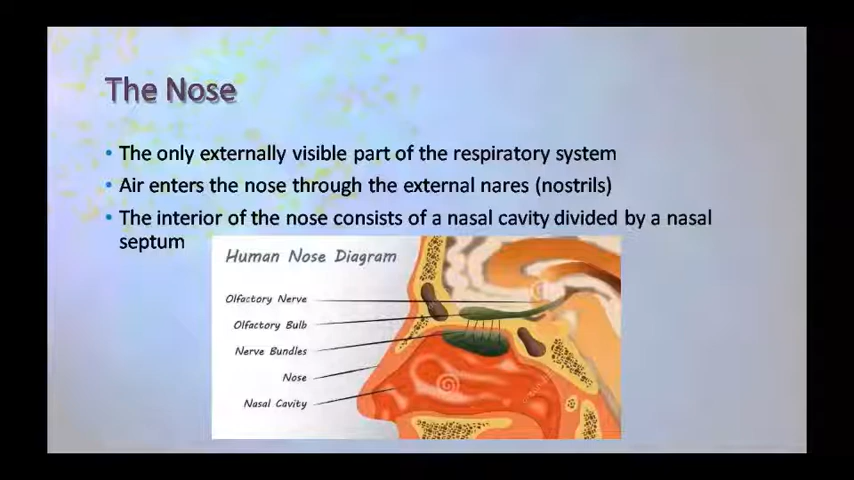 The Nose
• The only externally visible part of the respiratory system
• Air enters the nose through the external nares (nostrils)
• The interior of the nose consists of a nasal cavity divided by a nasal
septum
Human Nose Diagram
Olfactory Nerve
Olfactory Bulb
Nerve Bundles
Nose
Nasal Cavity